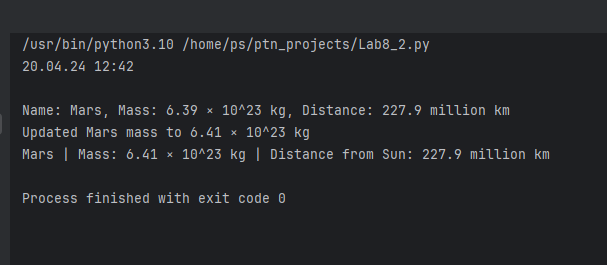 /usr/bin/python3.10 /home/ps/ptn_projects/Lab8_2.py
20.04.24 12:42
Name: Mars, Mass: 6.39 × 10^23 kg, Distance: 227.9 million km
Updated Mars mass to 6.41 × 10^23 kg
Mars | Mass: 6.41 × 10^23 kg | Distance from Sun: 227.9 million km
Process finished with exit code 0